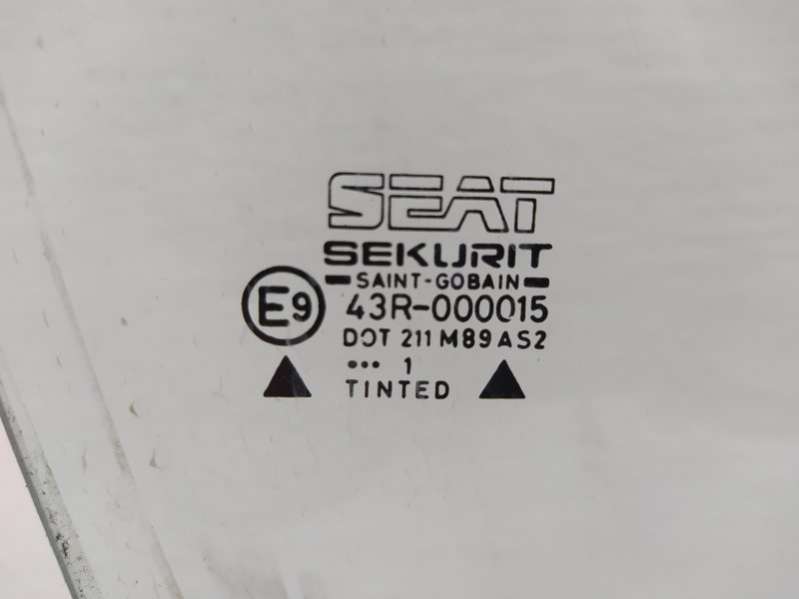 SEAT
SEKURIT
SAINT-GOBAIN
E9 43R-000015
DOT 211 M89 AS2
••• 1
TINTED